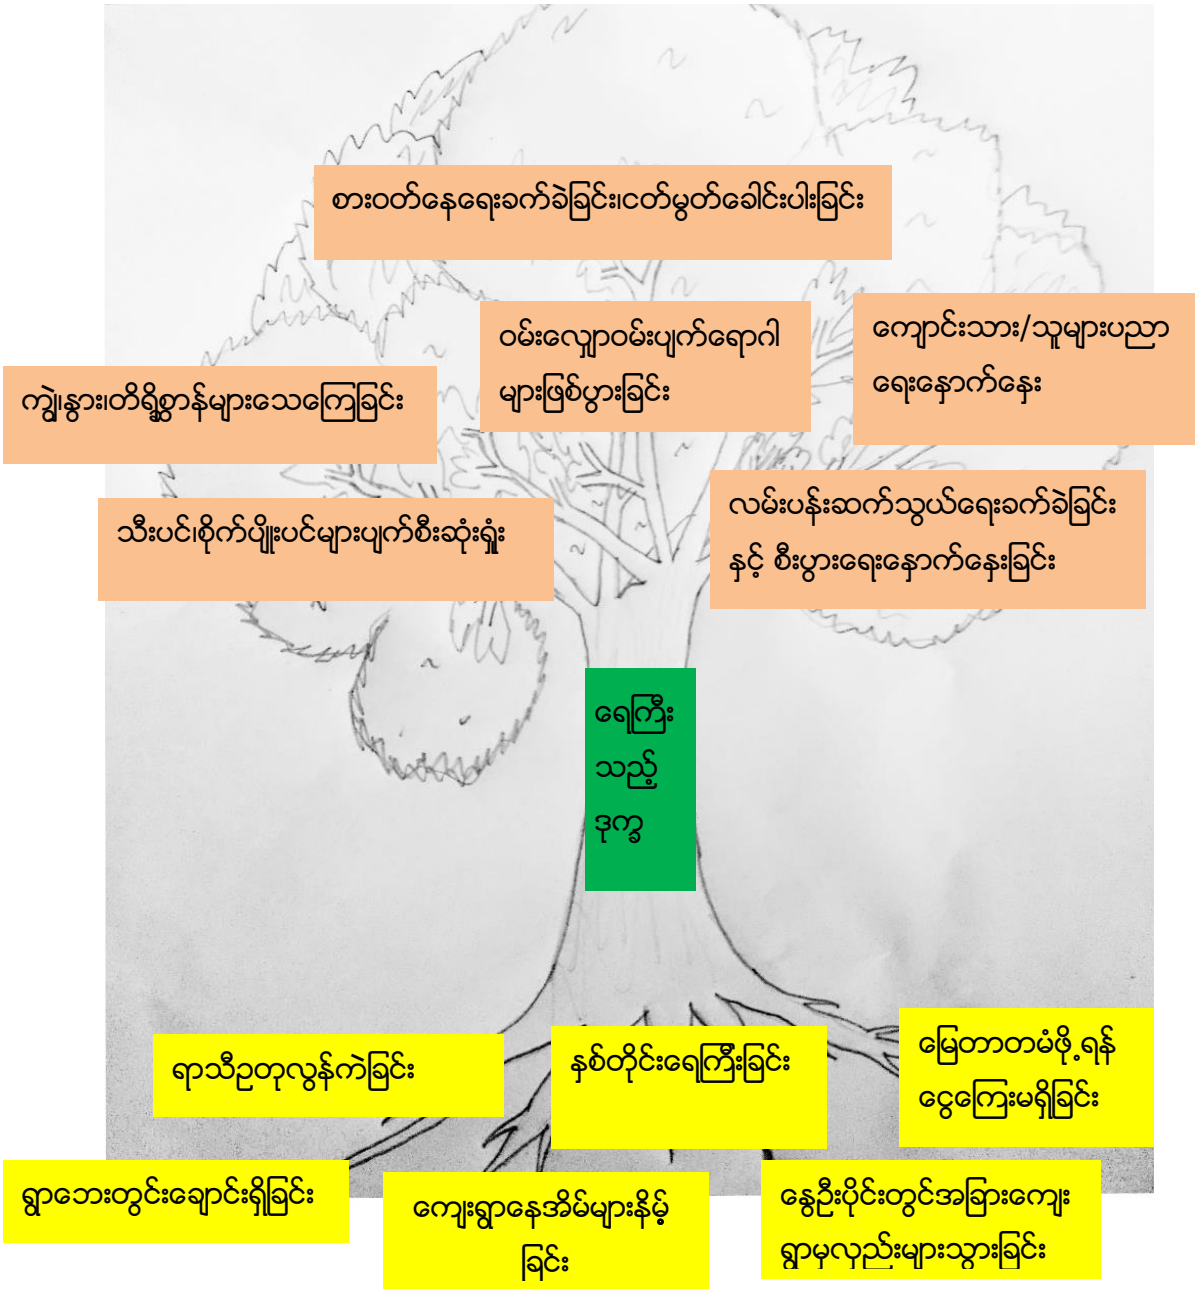 စားဝတ်နေရေးခက်ခဲခြင်း၊ငတ်မွတ်ခေါင်းပါးခြင်း
ဝမ်းလျှောဝမ်းပျက်ရောဂါ
များဖြစ်ပွားခြင်း
ကျောင်းသား/သူများပညာ
ရေးနှောက်နှေး
ကျွဲ၊နွား၊တိရိစ္ဆာန်များသေကြေခြင်း
သီးပင်၊စိုက်ပျိုးပင်များပျက်စီးဆုံးရှုံး
လမ်းပန်းဆက်သွယ်ရေးခက်ခဲခြင်း
နှင့် စီးပွားရေးနှောက်နှေးခြင်း
ရေကြီး
သည့်
ဒုက္ခ
ရာသီဥတုလွန်ကဲခြင်း
နှစ်တိုင်းရေကြီးခြင်း
မြေတာတမံဖို့ရန်
ငွေကြေးမရှိခြင်း
ရွာဘေးတွင်းချောင်းရှိခြင်း
ကျေးရွာနေအိမ်များနိမ့်
ခြင်း
နွေဦးပိုင်းတွင်အခြားကျေး
ရွာမှလှည်းများသွားခြင်း